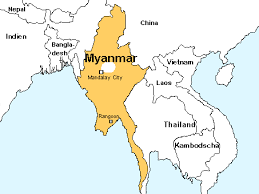 Nepal
China
Indien
Bangla-
desh
Myanmar
Mandalay City
Vietnam
Laos
Rangoon
Thailand
Kambodscha